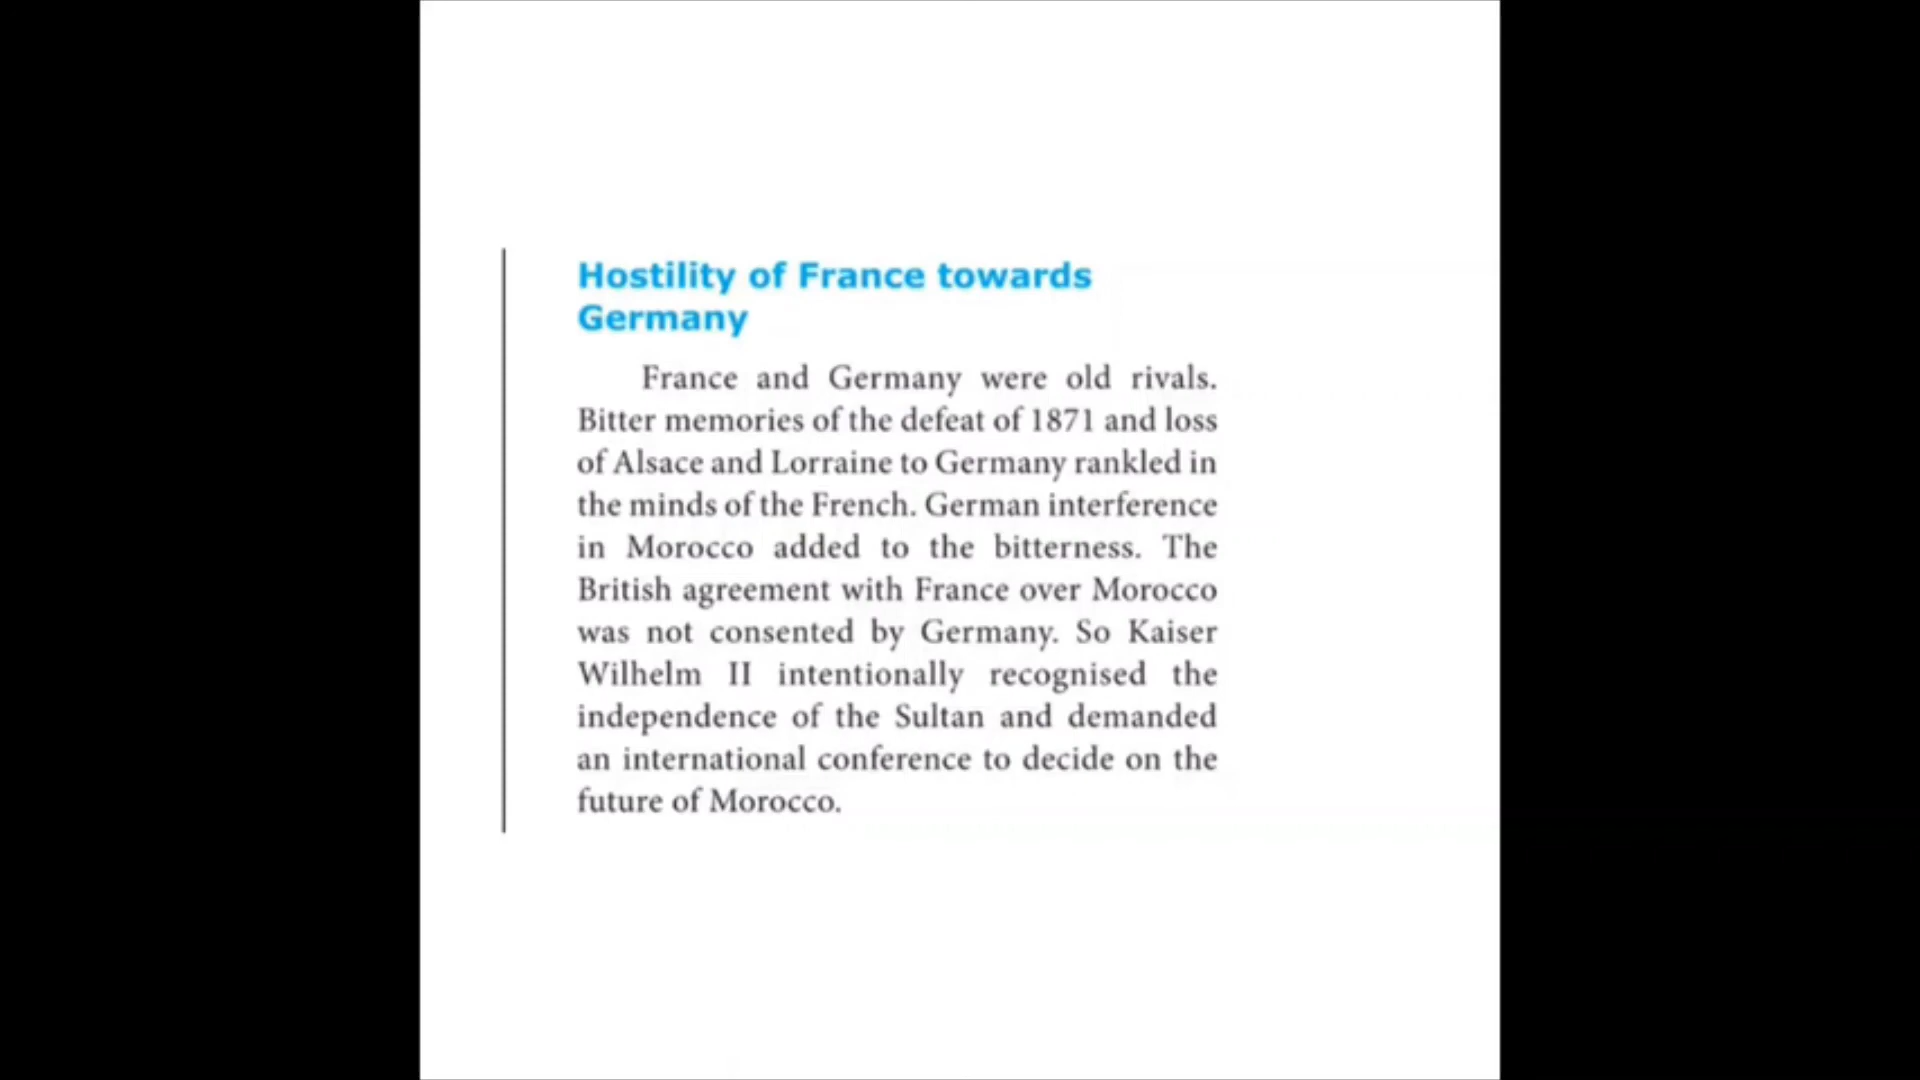 Hostility of France towards
Germany
France and Germany were old rivals.
Bitter memories of the defeat of 1871 and loss
of Alsace and Lorraine to Germany rankled in
the minds of the French. German interference
in Morocco added to the bitterness. The
British agreement with France over Morocco
was not consented by Germany. So Kaiser
Wilhelm II intentionally recognised the
independence of the Sultan and demanded
an international conference to decide on the
future of Morocco.